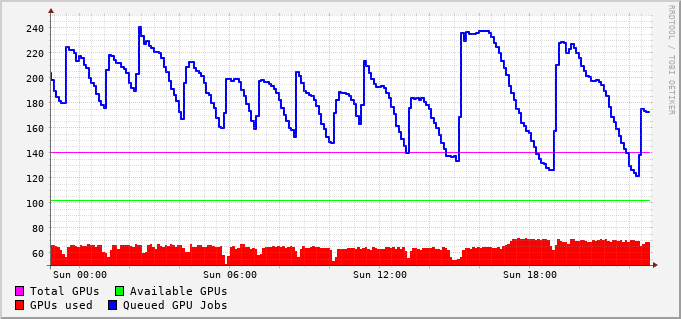 RRDTOOL / TOBI OETIKER
240
220
200
180
160
140
120
100
80
60
Sun 00:00 Sun 06:00 Sun 12:00 Sun 18:00
Total GPUs Available GPUs
GPUs used Queued GPU Jobs